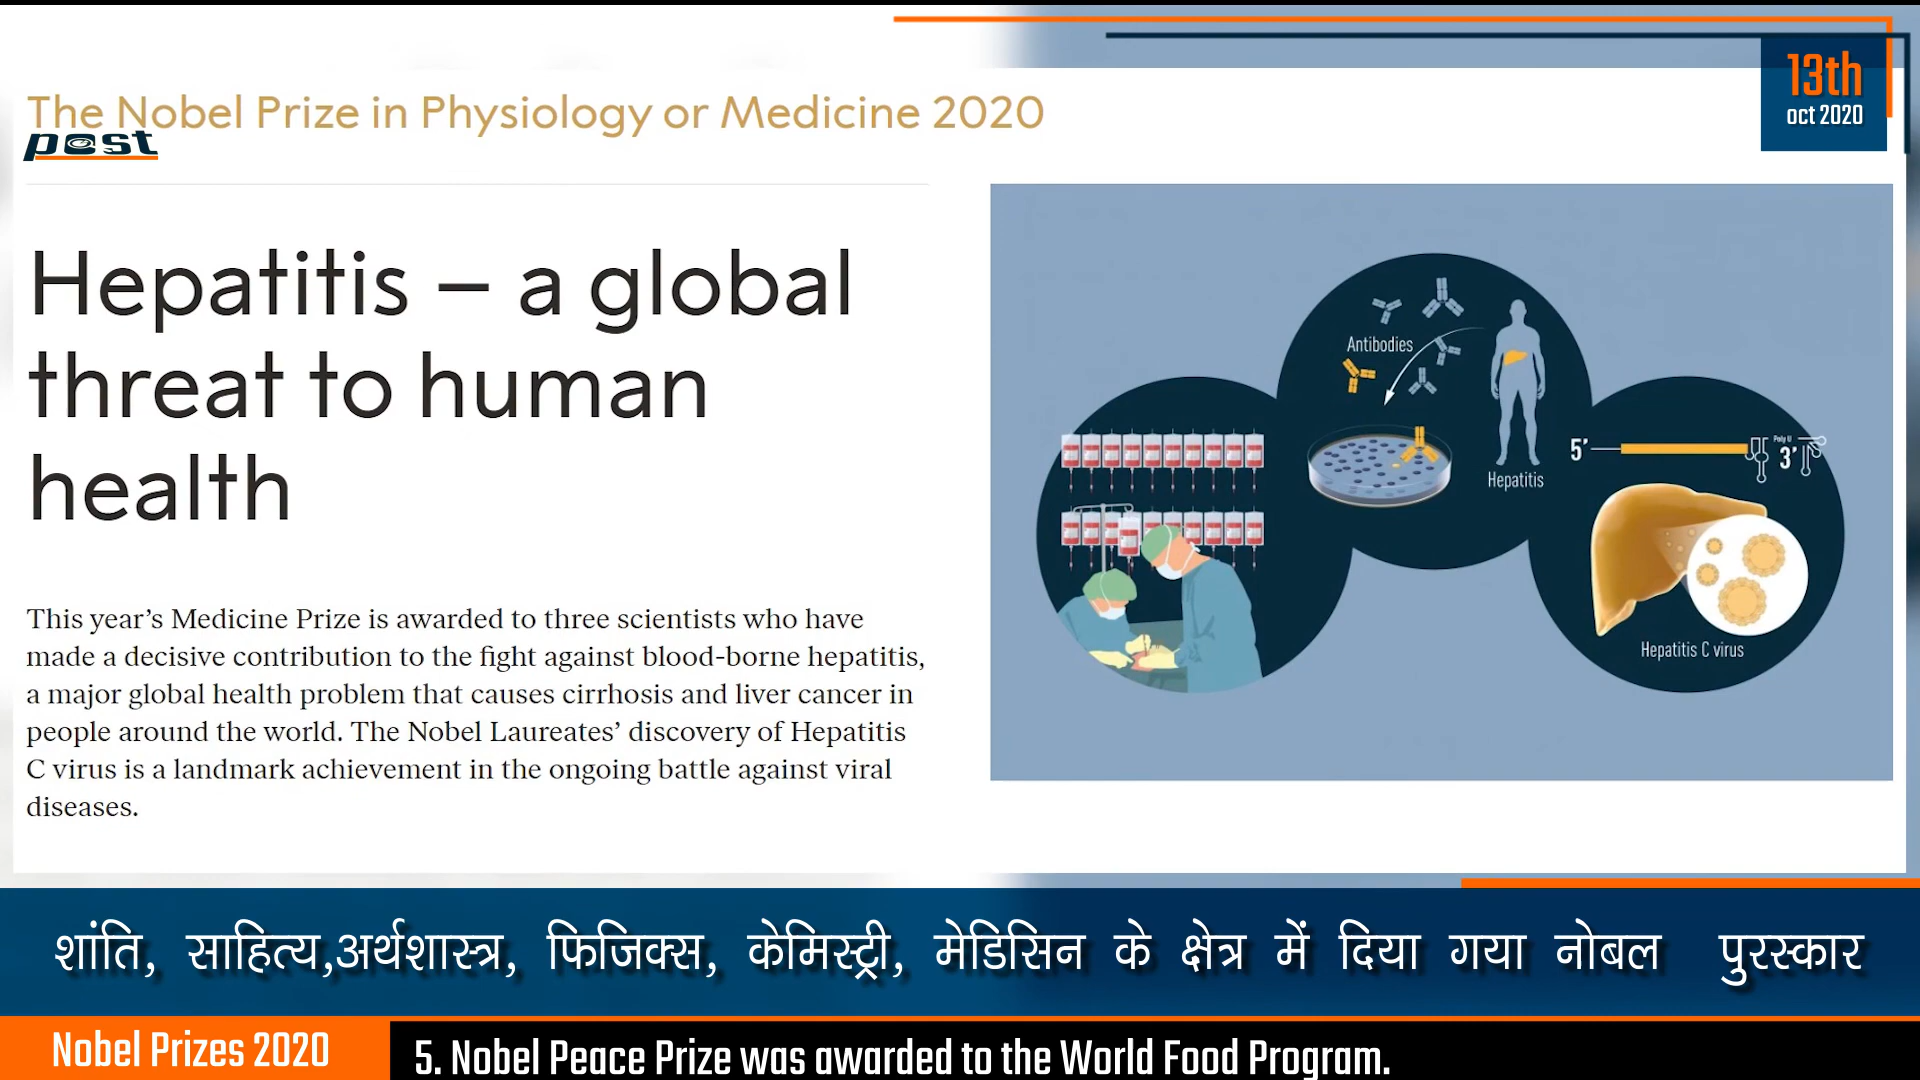 The Nobel Prize in Physiology or Medicine 2020
post
13th
oct 2020
Hepatitis – a global
threat to human
health
This year’s Medicine Prize is awarded to three scientists who have
made a decisive contribution to the fight against blood-borne hepatitis,
a major global health problem that causes cirrhosis and liver cancer in
people around the world. The Nobel Laureates’ discovery of Hepatitis
C virus is a landmark achievement in the ongoing battle against viral
diseases.
Antibodies
Hepatitis
5’
Poly U
3’
Hepatitis C virus
शांति, साहित्य,अर्थशास्त्र, फिजिक्स, केमिस्ट्री, मेडिसिन के क्षेत्र में दिया गया नोबल पुरस्कार
Nobel Prizes 2020
5. Nobel Peace Prize was awarded to the World Food Program.